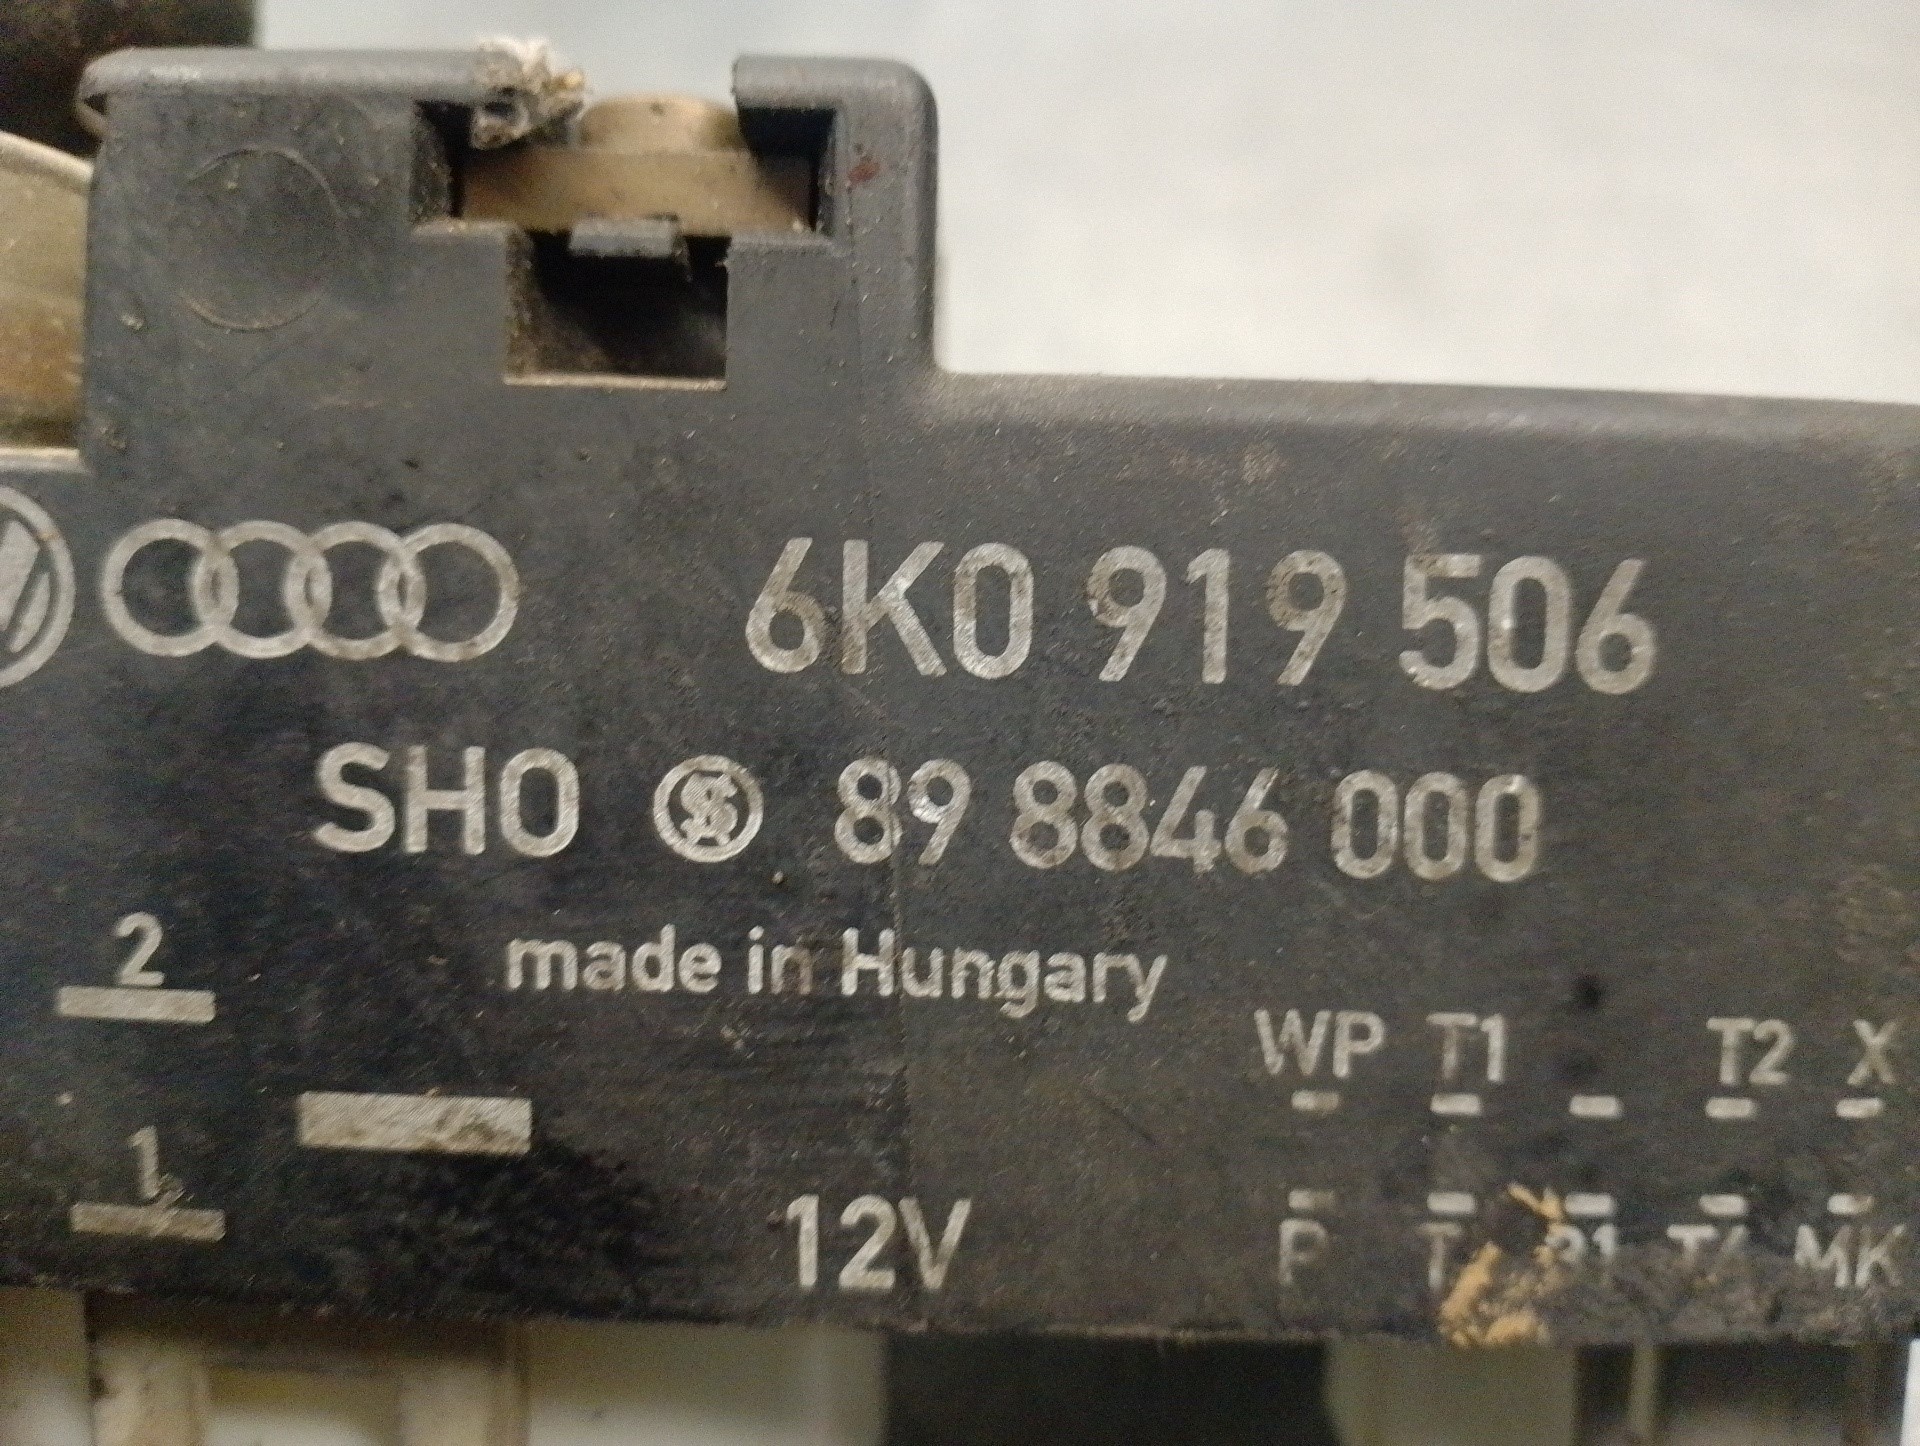 6K0 919 506
SHO 89 8846 000
made in Hungary
2
WP T1 T2 X
1
12V
MK